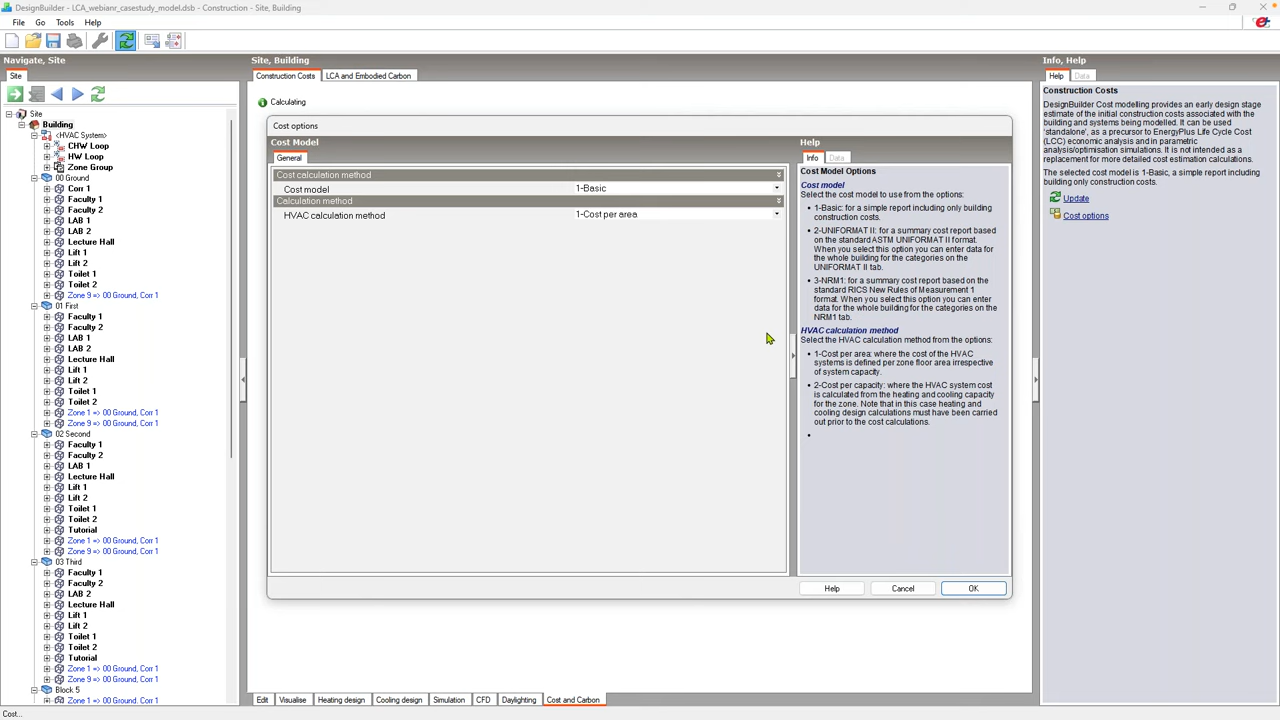 DesignBuilder - LCA_webianr_casestudy_model.dsb - Construction - Site, Building
File Go Tools Help
Navigate, Site
Site
Site
Building
<HVAC System>
CHW Loop
HW Loop
Zone Group
00 Ground
Corr 1
Faculty 1
Faculty 2
LAB 1
LAB 2
Lecture Hall
Lift 1
Lift 2
Toilet 1
Toilet 2
Zone 9 => 00 Ground, Corr 1
01 First
Faculty 1
Faculty 2
LAB 1
LAB 2
Lecture Hall
Lift 1
Lift 2
Toilet 1
Toilet 2
Zone 1 => 00 Ground, Corr 1
Zone 9 => 00 Ground, Corr 1
02 Second
Faculty 1
Faculty 2
LAB 1
Lecture Hall
Lift 1
Lift 2
Toilet 1
Toilet 2
Tutorial
Zone 1 => 00 Ground, Corr 1
Zone 9 => 00 Ground, Corr 1
03 Third
Faculty 1
Faculty 2
LAB 1
Lecture Hall
Lift 1
Lift 2
Toilet 1
Toilet 2
Tutorial
Zone 1 => 00 Ground, Corr 1
Zone 9 => 00 Ground, Corr 1
Block 5
Zone 1 => 00 Ground, Corr 1
Cost...
Site, Building
Construction Costs LCA and Embodied Carbon
Calculating
Cost options
Cost Model
General
Cost calculation method
Cost model 1-Basic
Calculation method
HVAC calculation method 1-Cost per area
Help
Info Data
Cost Model Options
Cost model
Select the cost model to use from the options:
• 1-Basic: for a simple report including only building
construction costs.
• 2-UNIFORMAT II: for a summary cost report based
on the standard ASTM UNIFORMAT II format.
When you select this option you can enter data for
the whole building for the categories on the
UNIFORMAT II tab.
• 3-NRM1: for a summary cost report based on the
standard RICS New Rules of Measurement 1
format. When you select this option you can enter
data for the whole building for the categories on the
NRM1 tab.
HVAC calculation method
Select the HVAC calculation method from the options:
• 1-Cost per area: where the cost of the HVAC
systems is defined per zone floor area irrespective
of system capacity.
• 2-Cost per capacity: where the HVAC system cost
is calculated from the heating and cooling capacity
for the zone. Note that in this case heating and
cooling design calculations must have been carried
out prior to the cost calculations.
•
Help Cancel OK
Edit Visualise Heating design Cooling design Simulation CFD Daylighting Cost and Carbon
Info, Help
Help Data
Construction Costs
DesignBuilder Cost modelling provides an early design stage
estimate of the initial construction costs associated with the
building and systems being modelled. It can be used
'standalone', as a precursor to EnergyPlus Life Cycle Cost
(LCC) economic analysis and in parametric
analysis/optimisation simulations. It is not intended as a
replacement for more detailed cost estimation calculations.
The selected cost model is 1-Basic, a simple report including
building only construction costs.
Update
Cost options